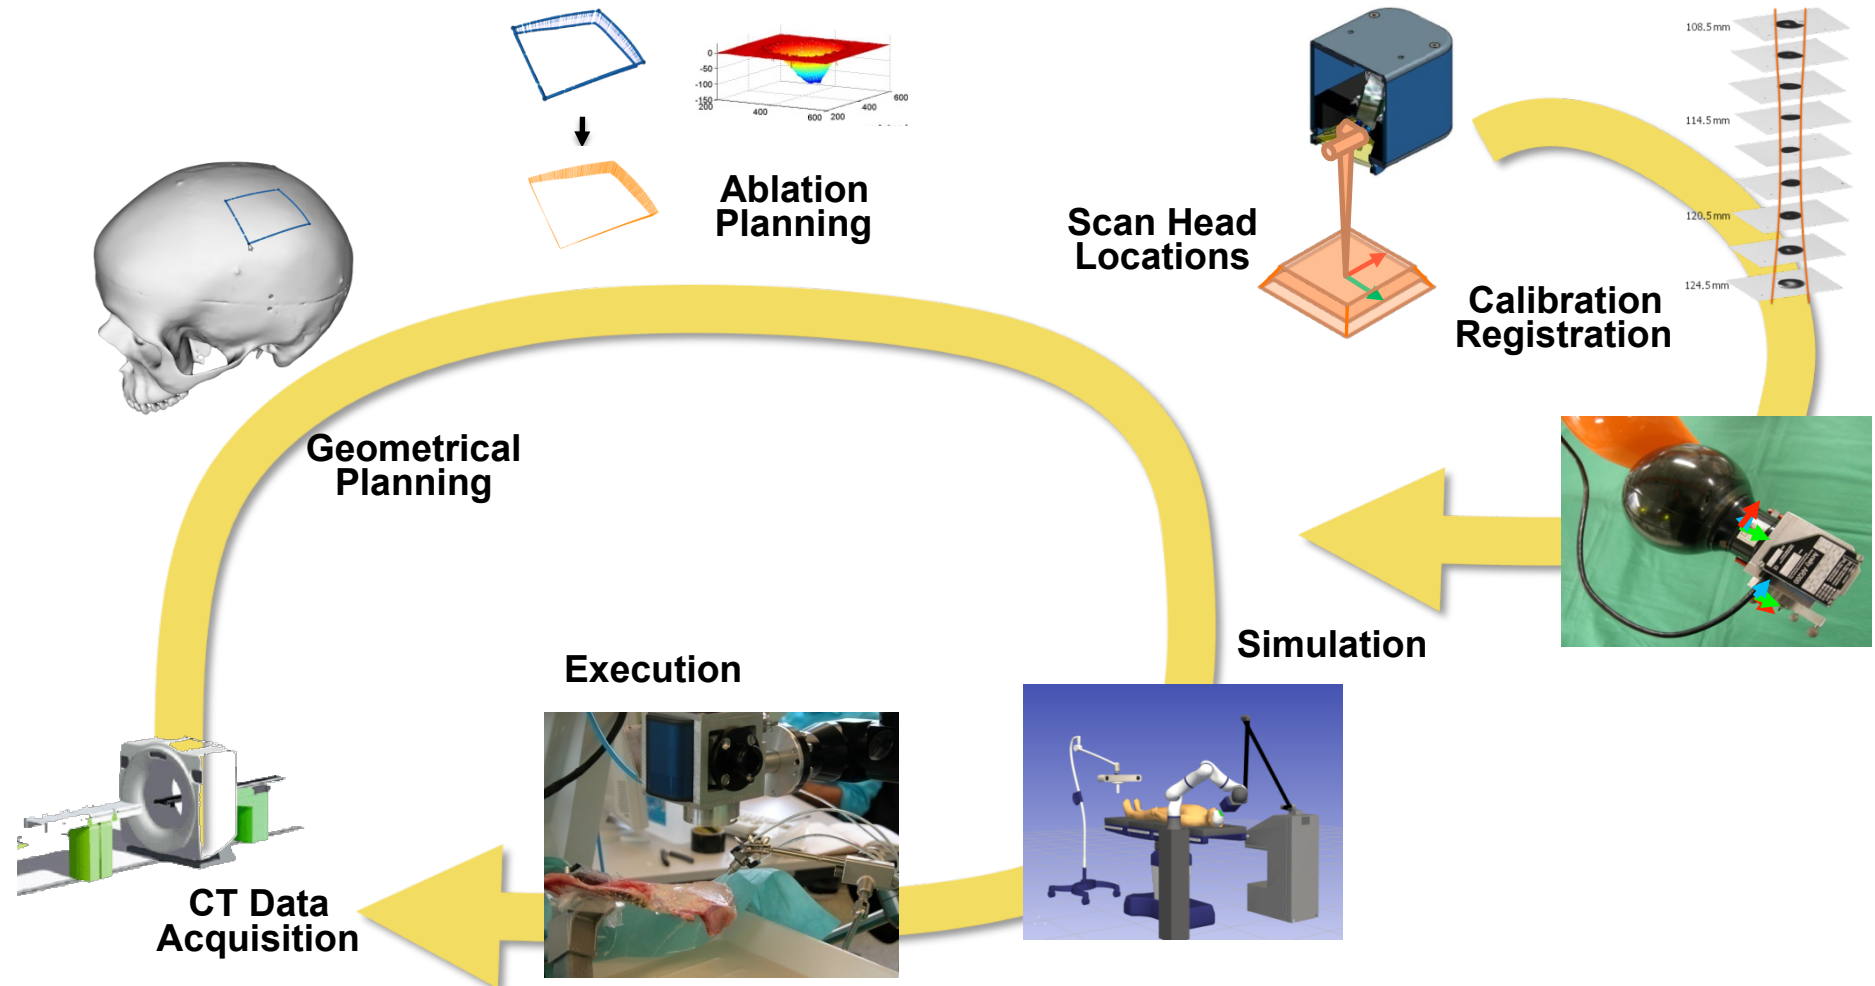 0
-50
-100
-150
200
400
600
200
400
600
Ablation
Planning
Scan Head
Locations
108.5mm
114.5mm
120.5mm
124.5mm
Calibration
Registration
Geometrical
Planning
Simulation
Execution
CT Data
Acquisition